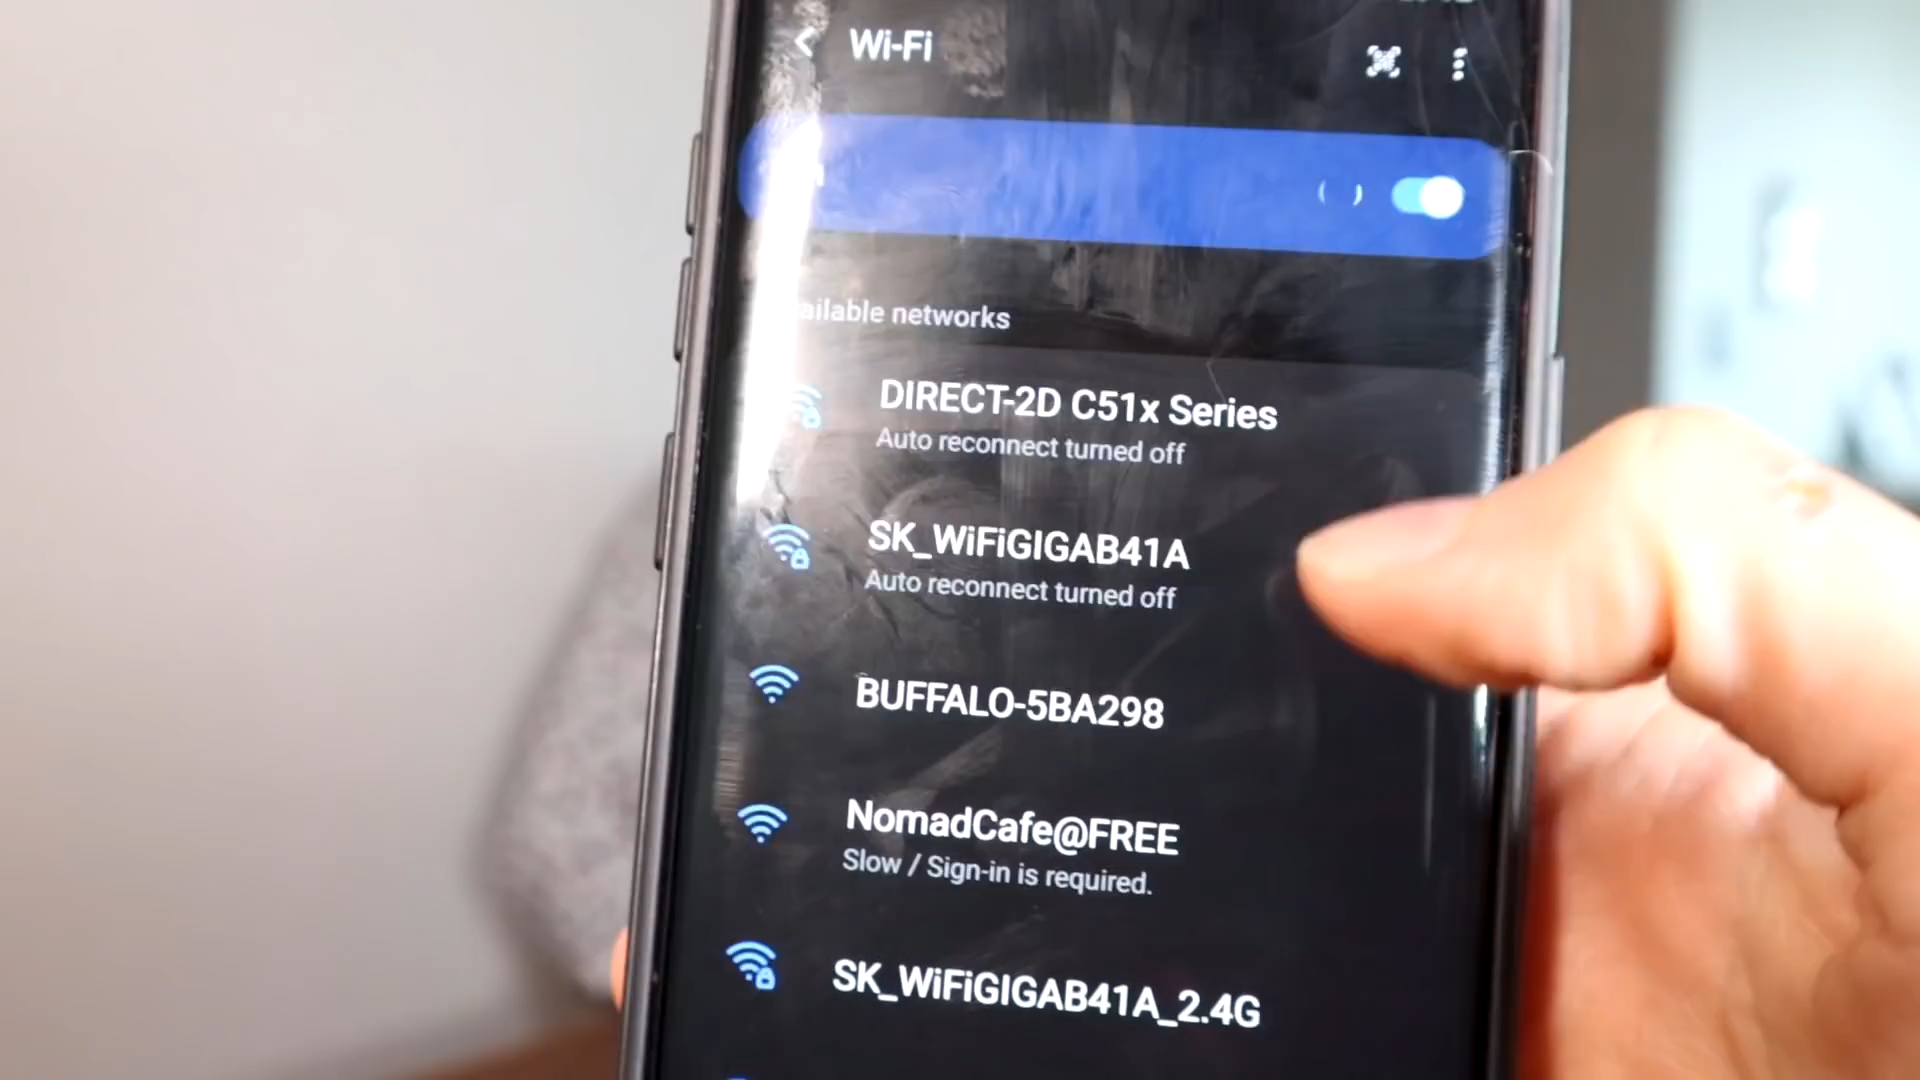 Wi-Fi
ailable networks
DIRECT-2D C51x Series
Auto reconnect turned off
SK_WiFiGIGAB41A
Auto reconnect turned off
BUFFALO-5BA298
NomadCafe@FREE
Slow / Sign-in is required.
SK_WiFiGIGAB41A_2.4G